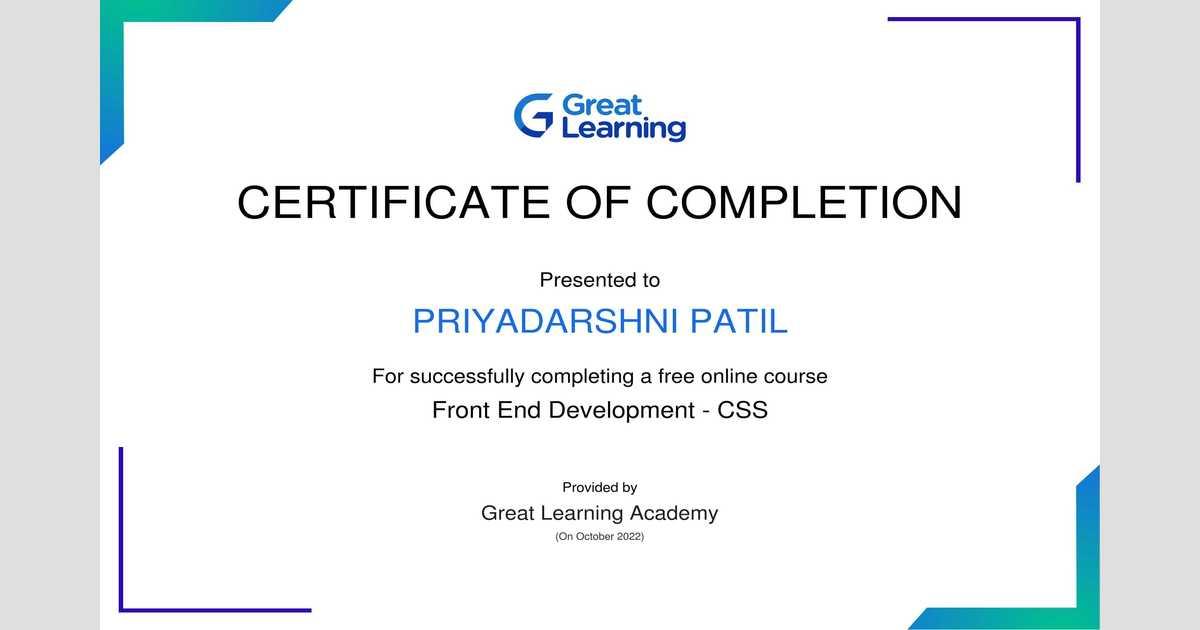 Great
Learning
CERTIFICATE OF COMPLETION
Presented to
PRIYADARSHNI PATIL
For successfully completing a free online course
Front End Development - CSS
Provided by
Great Learning Academy
(On October 2022)